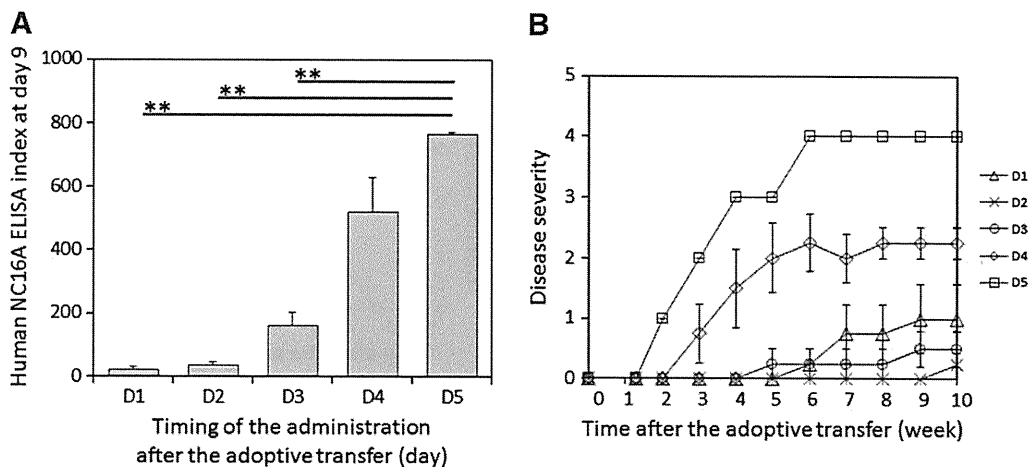 A
Human NC16A ELISA index at day 9
1000
800
600
400
200
0
**
**
**
D1 D2 D3 D4 D5
Timing of the administration
after the adoptive transfer (day)
B
Disease severity
5
4
3
2
1
0
0 1 2 3 4 5 6 7 8 9 10
Time after the adoptive transfer (week)
D1
D2
D3
D4
D5